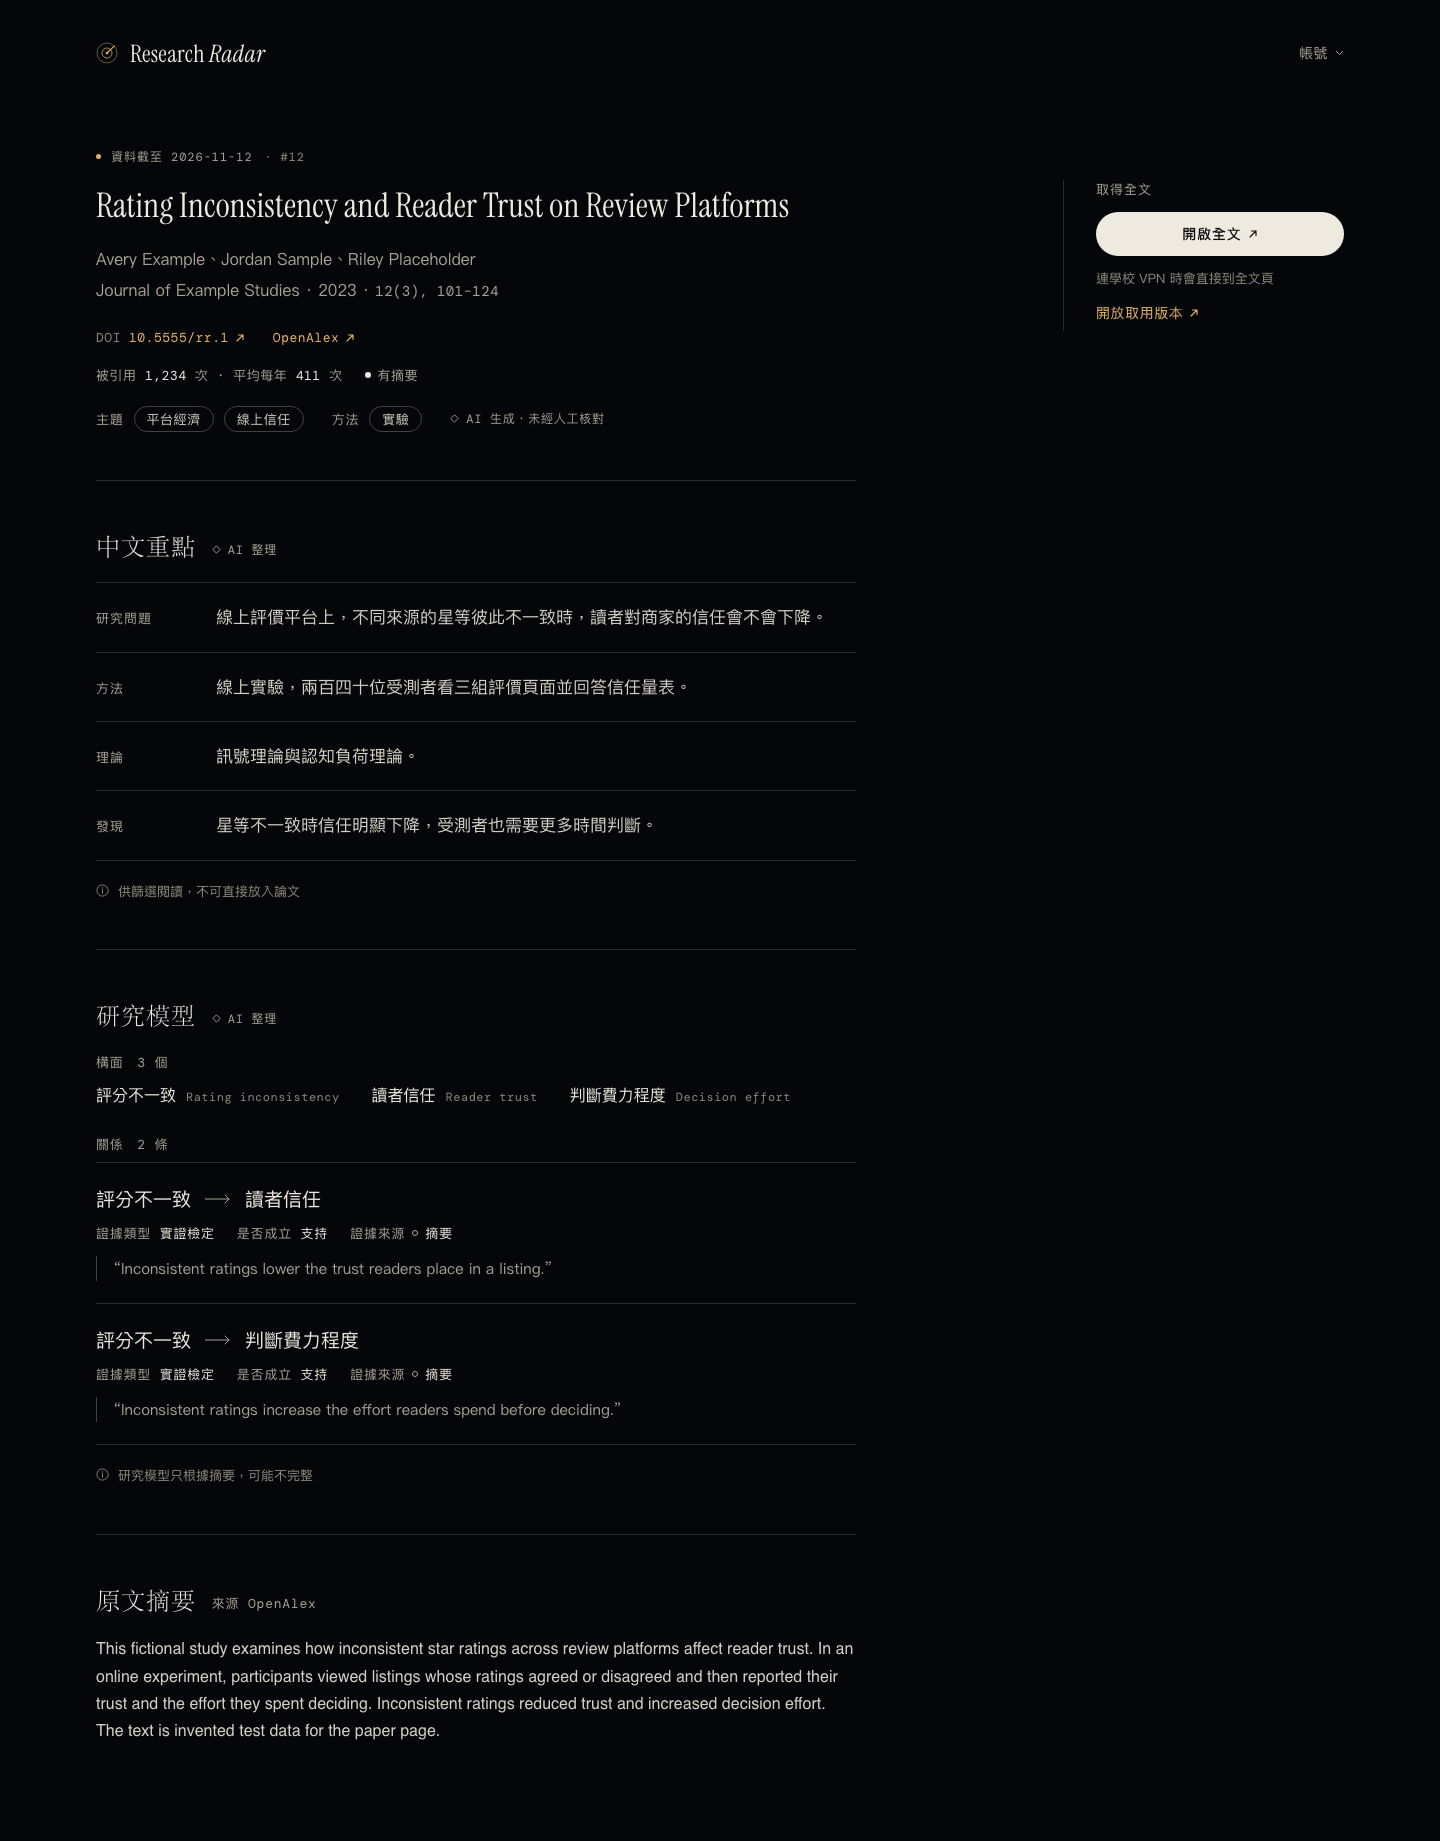 Research Radar
帳號
資料截至 2026-11-12 · #12
Rating Inconsistency and Reader Trust on Review Platforms
Avery Example、Jordan Sample、Riley Placeholder
Journal of Example Studies · 2023 · 12(3), 101-124
DOI 10.5555/rr.1 ↗ OpenAlex ↗
被引用 1,234 次 · 平均每年 411 次 有摘要
主題 平台經濟 線上信任 方法 實驗 ◇ AI 生成·未經人工核對
取得全文
開啟全文 ↗
連學校 VPN 時會直接到全文頁
開放取用版本 ↗
中文重點 ◇ AI 整理
研究問題 線上評價平台上，不同來源的星等彼此不一致時，讀者對商家的信任會不會下降。
方法 線上實驗，兩百四十位受測者看三組評價頁面並回答信任量表。
理論 訊號理論與認知負荷理論。
發現 星等不一致時信任明顯下降，受測者也需要更多時間判斷。
供篩選閱讀，不可直接放入論文
研究模型 ◇ AI 整理
構面 3 個
評分不一致 Rating inconsistency 讀者信任 Reader trust 判斷費力程度 Decision effort
關係 2 條
評分不一致 → 讀者信任
證據類型 實證檢定 是否成立 支持 證據來源 摘要
“Inconsistent ratings lower the trust readers place in a listing.”
評分不一致 → 判斷費力程度
證據類型 實證檢定 是否成立 支持 證據來源 摘要
“Inconsistent ratings increase the effort readers spend before deciding.”
研究模型只根據摘要，可能不完整
原文摘要 來源 OpenAlex
This fictional study examines how inconsistent star ratings across review platforms affect reader trust. In an
online experiment, participants viewed listings whose ratings agreed or disagreed and then reported their
trust and the effort they spent deciding. Inconsistent ratings reduced trust and increased decision effort.
The text is invented test data for the paper page.